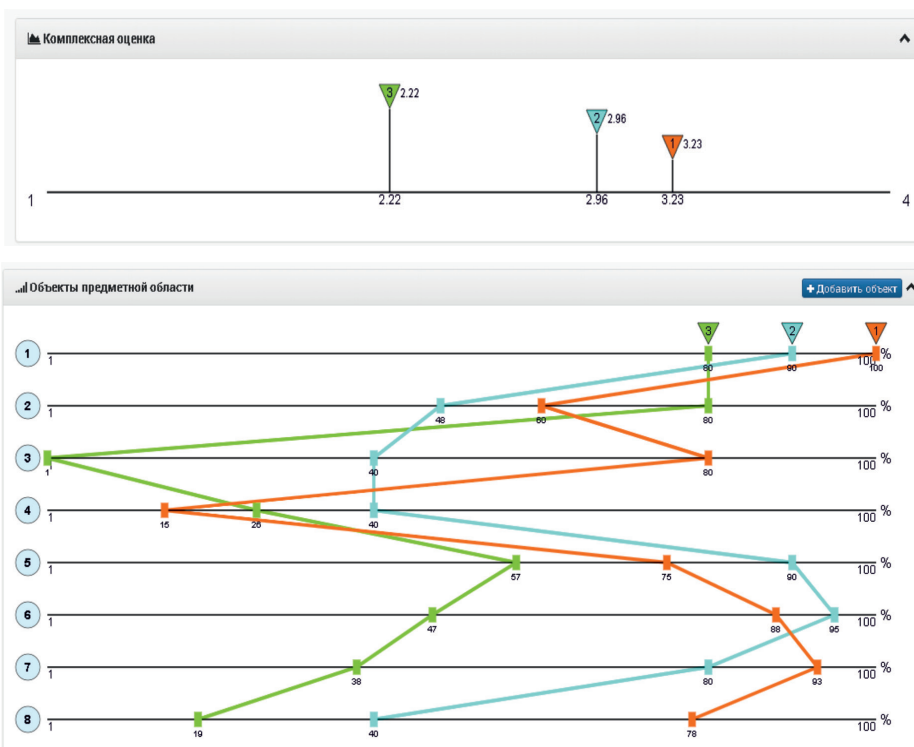 Комплексная оценка
3 2.22
2 2.96
1 3.23
1 2.22 2.96 3.23 4
Объекты предметной области
+ Добавить объект
3 2 1
1 1 80 90 100 100 %
2 1 48 60 80 100 %
3 1 40 80 100 %
4 1 15 26 40 100 %
5 1 57 75 90 100 %
6 1 47 88 95 100 %
7 1 38 80 93 100 %
8 1 19 40 78 100 %